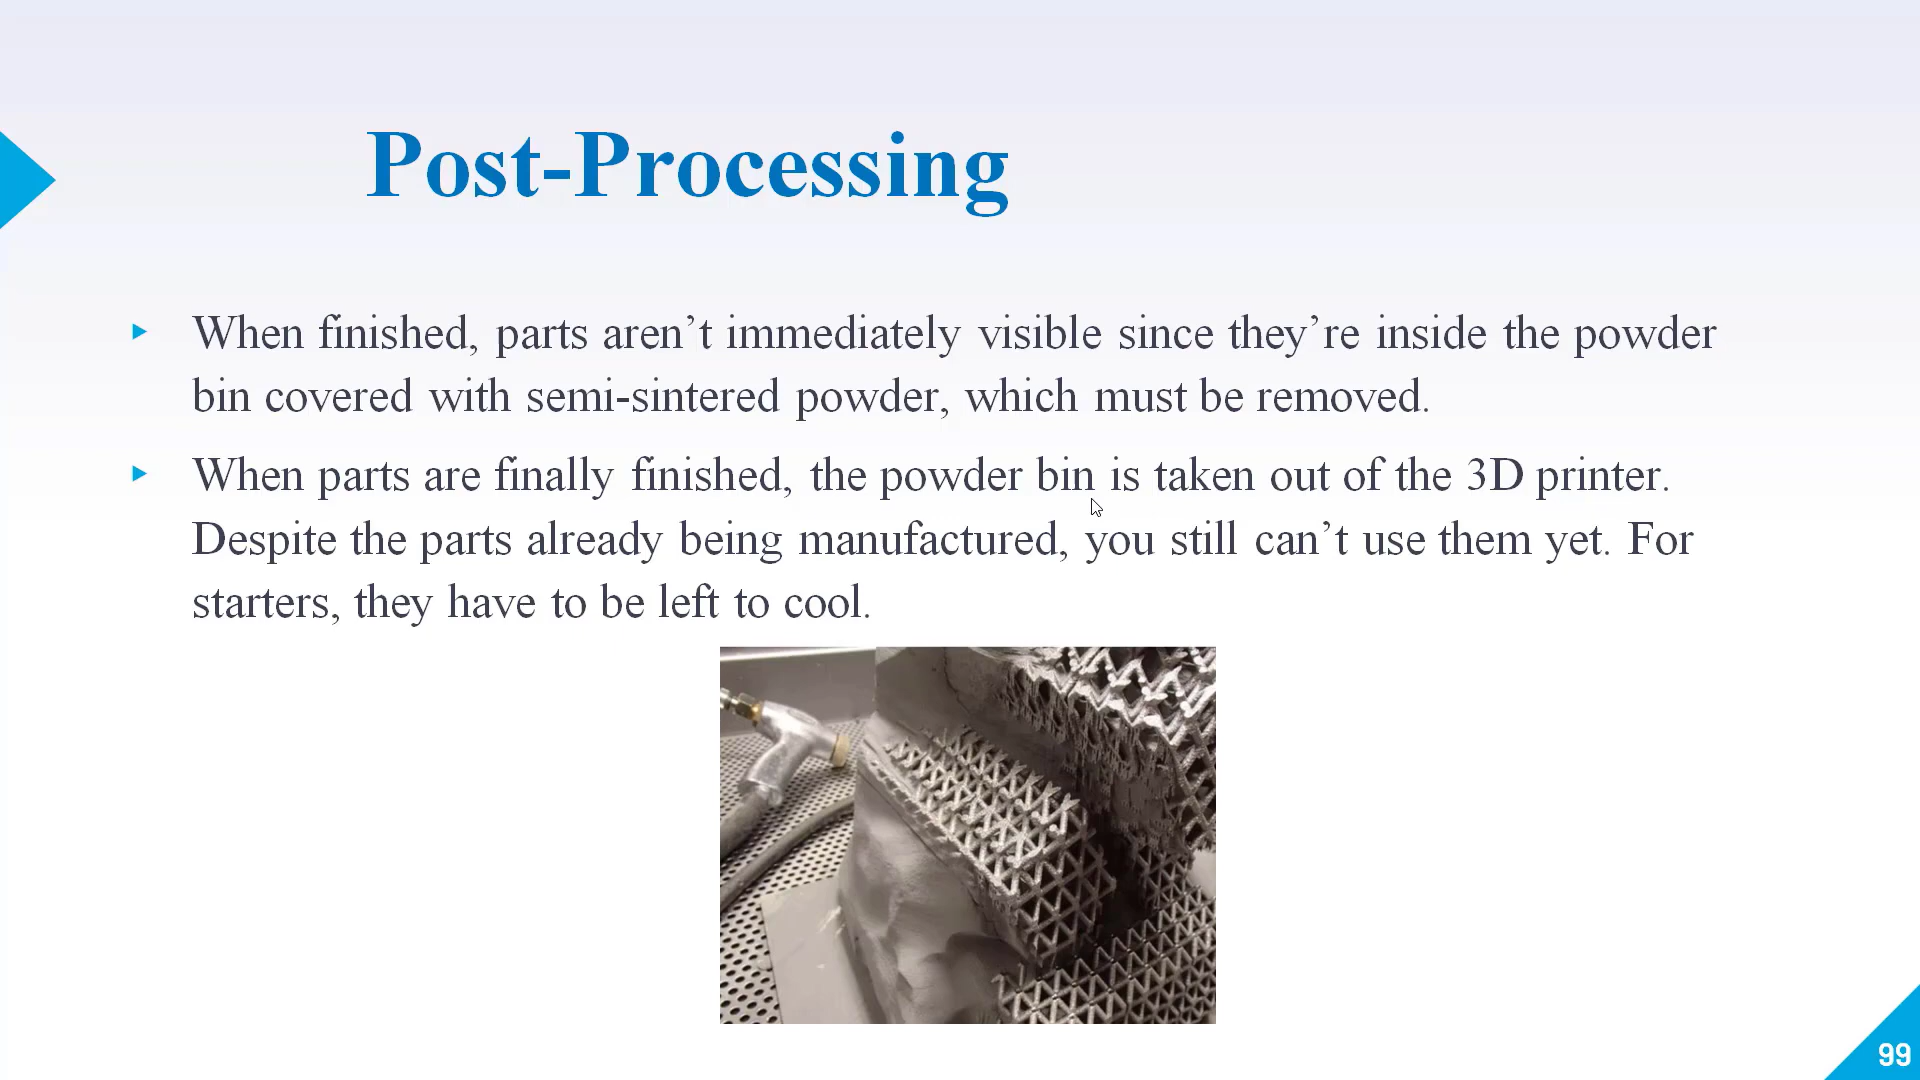 Post-Processing
When finished, parts aren’t immediately visible since they’re inside the powder
bin covered with semi-sintered powder, which must be removed.
When parts are finally finished, the powder bin is taken out of the 3D printer.
Despite the parts already being manufactured, you still can’t use them yet. For
starters, they have to be left to cool.
99